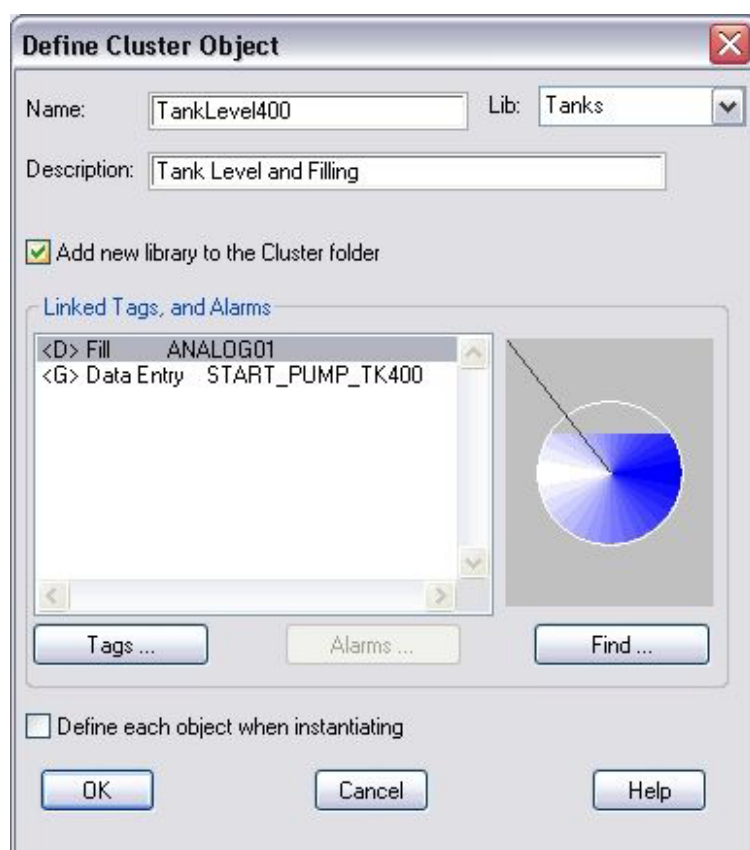 Define Cluster Object
Name: TankLevel400 Lib: Tanks
Description: Tank Level and Filling
Add new library to the Cluster folder
Linked Tags, and Alarms
<D> Fill ANALOG01
<G> Data Entry START_PUMP_TK400
Tags ... Alarms ... Find ...
Define each object when instantiating
OK Cancel Help